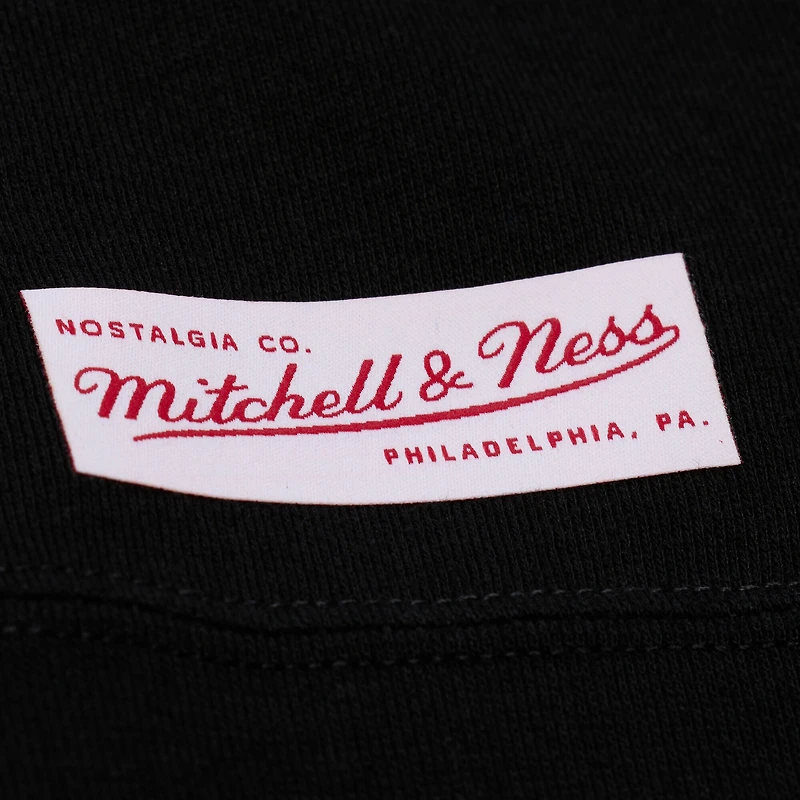 NOSTALGIA CO.
Mitchell & Ness
PHILADELPHIA, PA.